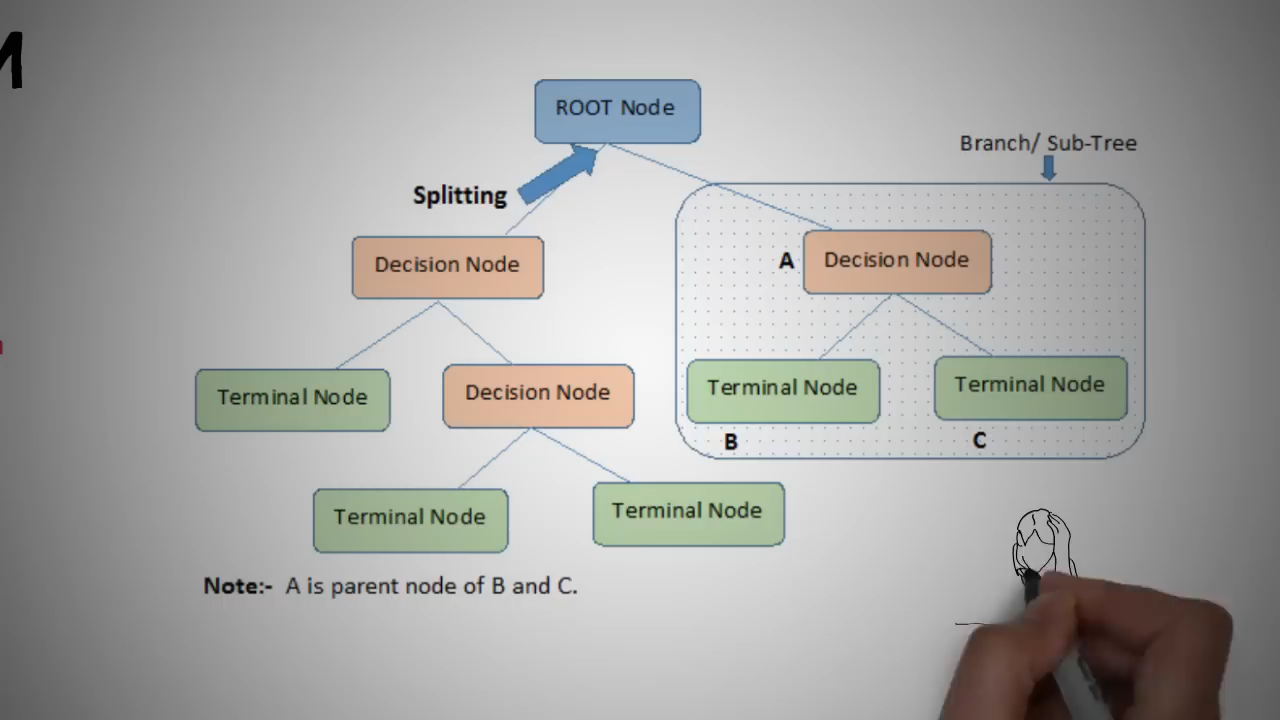 M
ROOT Node
Branch/ Sub-Tree
Splitting
Decision Node
A
Decision Node
Terminal Node
Decision Node
Terminal Node
Terminal Node
B
C
Terminal Node
Terminal Node
Note:- A is parent node of B and C.